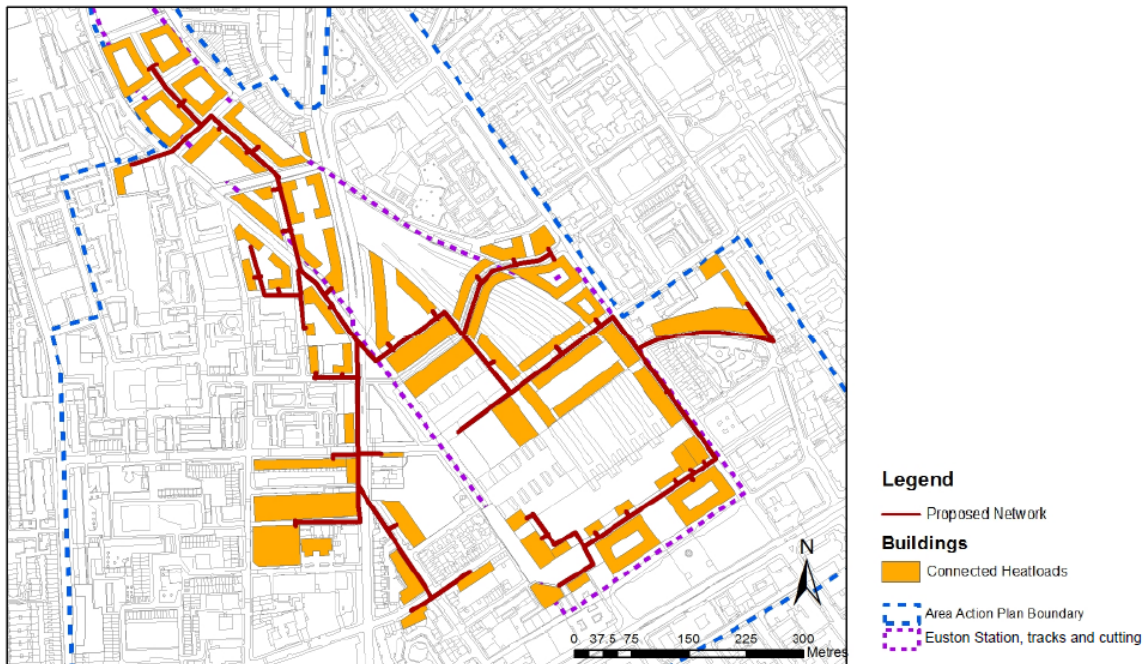 Legend
Proposed Network
Buildings
Connected Heatloads
Area Action Plan Boundary
Euston Station, tracks and cutting
N
0 37.5 75 150 225 300
Metres